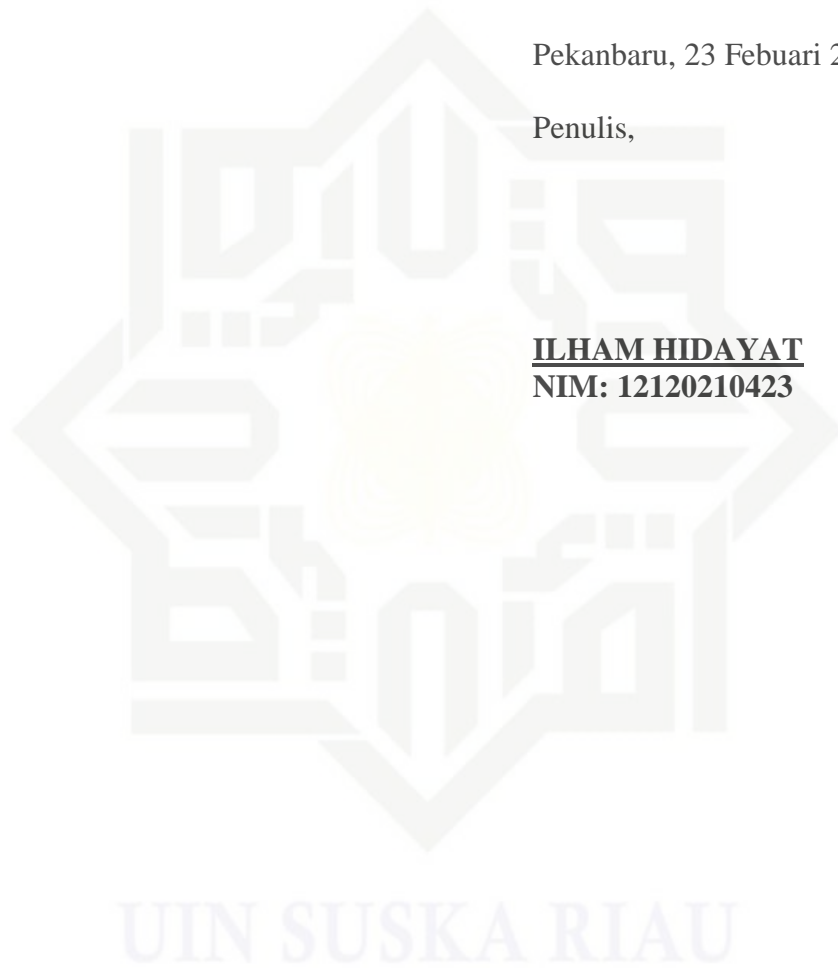 Pekanbaru, 23 Febuari 2
Penulis,
ILHAM HIDAYAT
NIM: 12120210423
UIN SUSKA RIAU